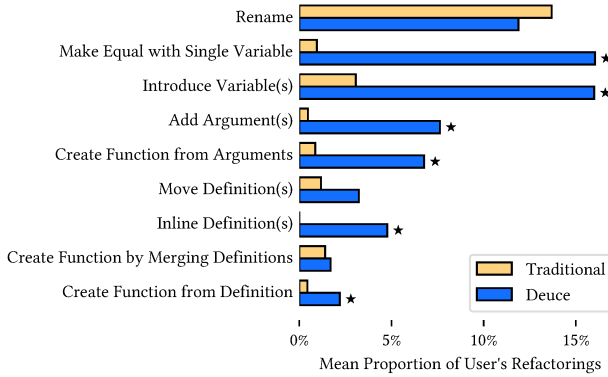 Rename
Make Equal with Single Variable
Introduce Variable(s)
Add Argument(s)
Create Function from Arguments
Move Definition(s)
Inline Definition(s)
Create Function by Merging Definitions
Create Function from Definition
Traditional
Deuce
0% 5% 10% 15%
Mean Proportion of User's Refactorings